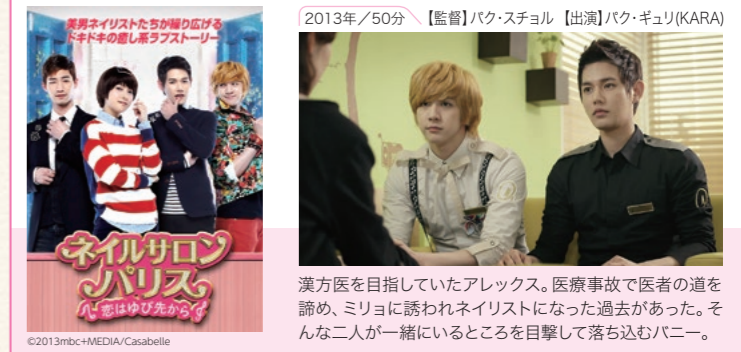 美男ネイリストたちが繰り広げる
ドキドキの癒し系ラブストーリー
ネイルサロン
パリス
恋はゆび先から
©2013mbc+MEDIA/Casabelle
2013年／50分 【監督】パク・スチョル 【出演】パク・ギュリ(KARA)
漢方医を目指していたアレックス。医療事故で医者の道を
諦め、ミリョに誘われネイリストになった過去があった。そ
んな二人が一緒にいるところを目撃して落ち込むバニー。